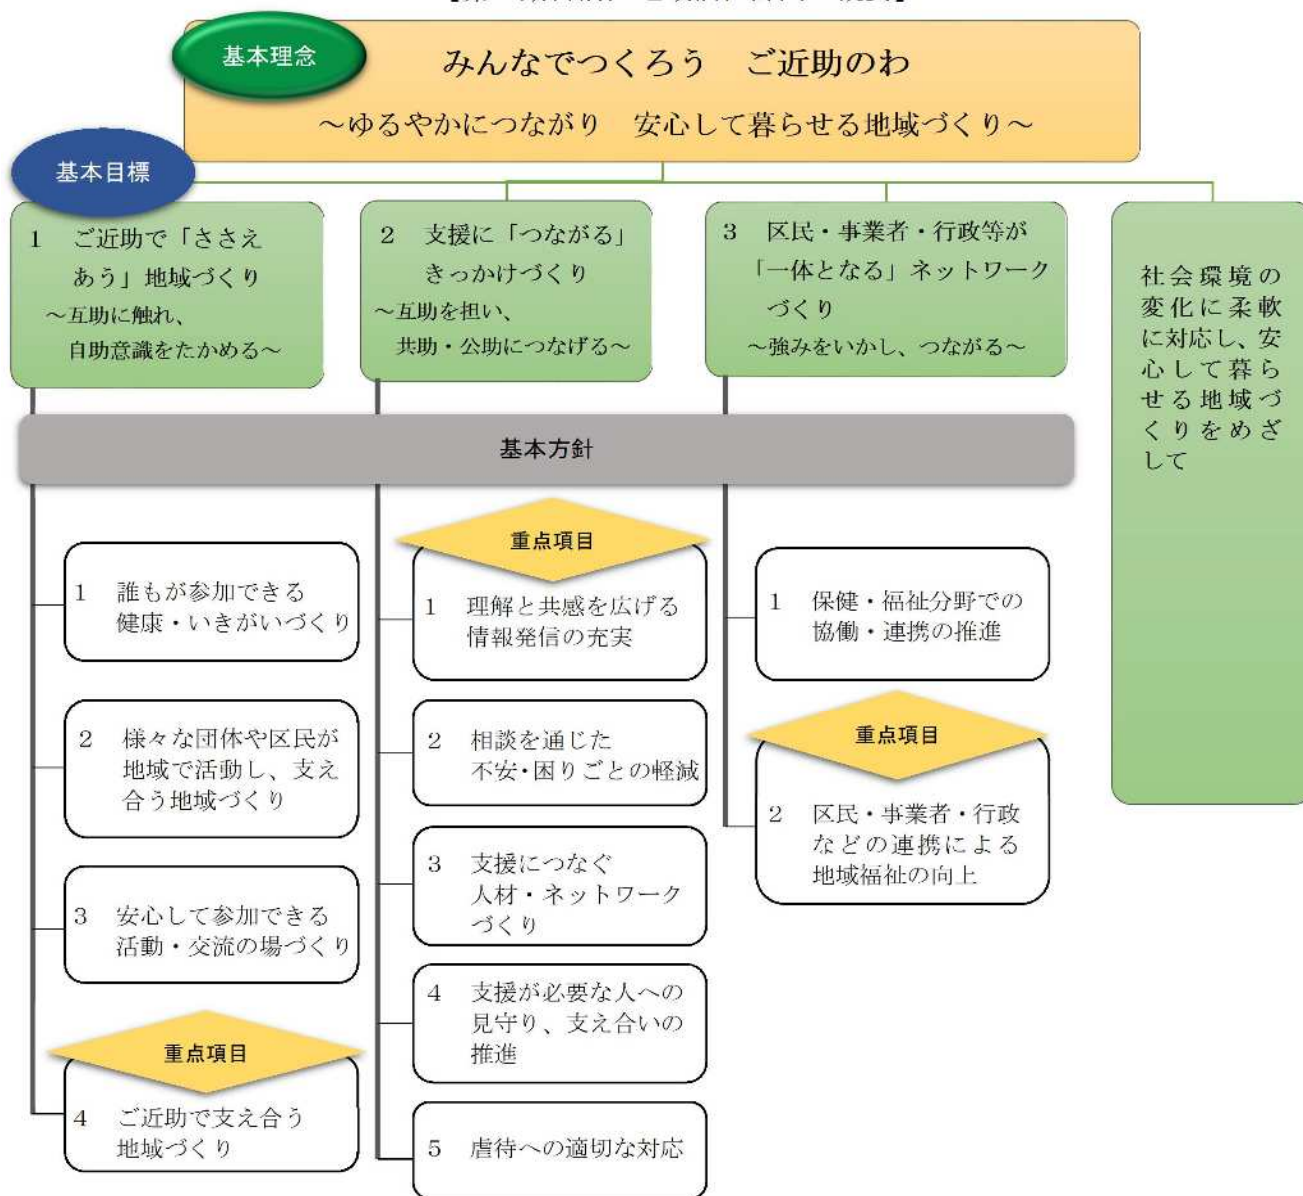 基本理念
みんなでつくろう　ご近助のわ
～ゆるやかにつながり　安心して暮らせる地域づくり～
基本目標
1　ご近助で「ささえ
あう」地域づくり
～互助に触れ、
自助意識をたかめる～
2　支援に「つながる」
きっかけづくり
～互助を担い、
共助・公助につなげる～
3　区民・事業者・行政等が
「一体となる」ネットワーク
づくり
～強みをいかし、つながる～
社会環境の
変化に柔軟
に対応し、安
心して暮ら
せる地域づ
くりをめざ
して
基本方針
1　誰もが参加できる
健康・いきがいづくり
2　様々な団体や区民が
地域で活動し、支え
合う地域づくり
3　安心して参加できる
活動・交流の場づくり
重点項目
4　ご近助で支え合う
地域づくり
重点項目
1　理解と共感を広げる
情報発信の充実
2　相談を通じた
不安・困りごとの軽減
3　支援につなぐ
人材・ネットワーク
づくり
4　支援が必要な人への
見守り、支え合いの
推進
5　虐待への適切な対応
1　保健・福祉分野での
協働・連携の推進
重点項目
2　区民・事業者・行政
などの連携による
地域福祉の向上